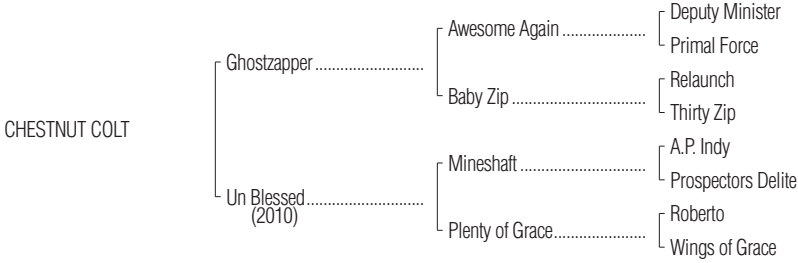 Deputy Minister
Awesome Again ....................
Primal Force
Ghostzapper ..........................
Relaunch
Baby Zip ................................
Thirty Zip
CHESTNUT COLT
A.P. Indy
Mineshaft ..............................
Prospectors Delite
Un Blessed............................
(2010)
Roberto
Plenty of Grace......................
Wings of Grace